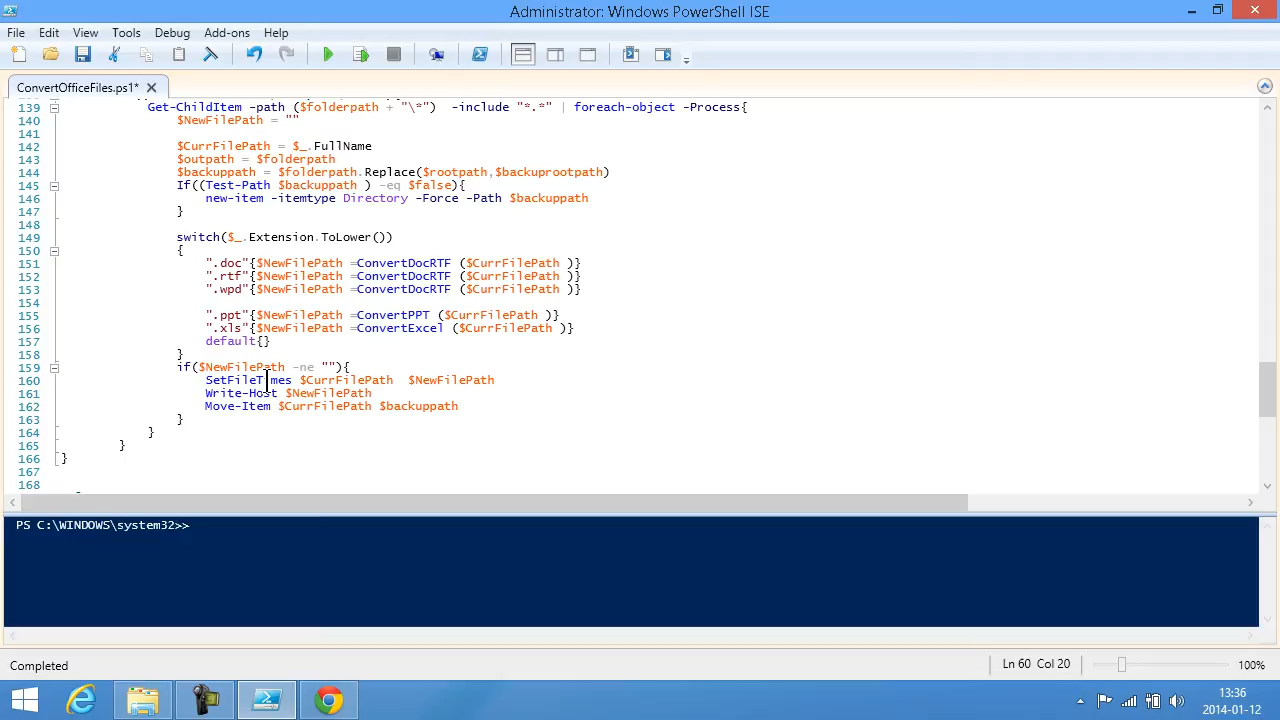 Administrator: Windows PowerShell ISE
File Edit View Tools Debug Add-ons Help
ConvertOfficeFiles.ps1*
139 Get-ChildItem -path ($folderpath + "\*")  -include "*.*" | foreach-object -Process{
140 $NewFilePath = ""
141
142 $CurrFilePath = $_.FullName
143 $outpath = $folderpath
144 $backuppath = $folderpath.Replace($rootpath,$backuprootpath)
145 If((Test-Path $backuppath ) -eq $false){
146 new-item -itemtype Directory -Force -Path $backuppath
147 }
148
149 switch($_.Extension.ToLower())
150 {
151 ".doc"{$NewFilePath =ConvertDocRTF ($CurrFilePath )}
152 ".rtf"{$NewFilePath =ConvertDocRTF ($CurrFilePath )}
153 ".wpd"{$NewFilePath =ConvertDocRTF ($CurrFilePath )}
154
155 ".ppt"{$NewFilePath =ConvertPPT ($CurrFilePath )}
156 ".xls"{$NewFilePath =ConvertExcel ($CurrFilePath )}
157 default{}
158 }
159 if($NewFilePath -ne ""){
160 SetFileTimes $CurrFilePath  $NewFilePath
161 Write-Host $NewFilePath
162 Move-Item $CurrFilePath $backuppath
163 }
164 }
165 }
166 }
167
168
PS C:\WINDOWS\system32>>
Completed Ln 60 Col 20 100%
13:36
2014-01-12